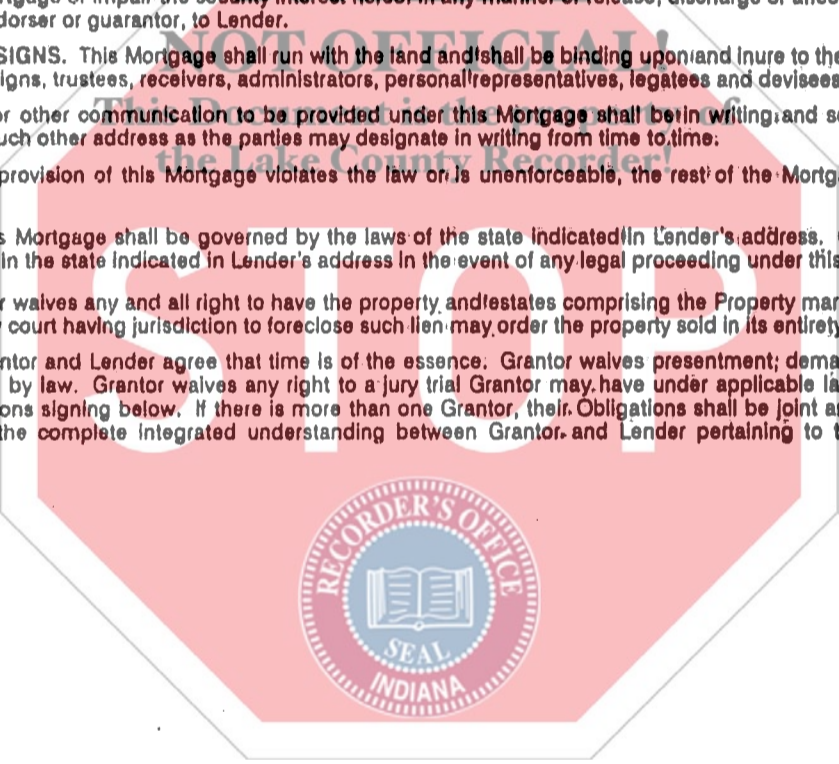 dorser or guarantor, to Lender.
NOT OFFICIAL!
SIGNS. This Mortgage shall run with the land and shall be binding upon and inure to the
igns, trustees, receivers, administrators, personal representatives, legatees and devisees
This Document is the property of
or other communication to be provided under this Mortgage shall be in writing and s
uch other address as the parties may designate in writing from time to time.
the Lake County Recorder!
provision of this Mortgage violates the law or is unenforceable, the rest of the Mortg
s Mortgage shall be governed by the laws of the state indicated in Lender's address.
in the state indicated in Lender's address in the event of any legal proceeding under this
STOP
r waives any and all right to have the property and estates comprising the Property mar
court having jurisdiction to foreclose such lien may order the property sold in its entirety
ntor and Lender agree that time is of the essence. Grantor waives presentment; dema
by law. Grantor waives any right to a jury trial Grantor may have under applicable la
ons signing below. If there is more than one Grantor, their Obligations shall be joint a
the complete integrated understanding between Grantor and Lender pertaining to t
RECORDER'S OFFICE
SEAL
INDIANA